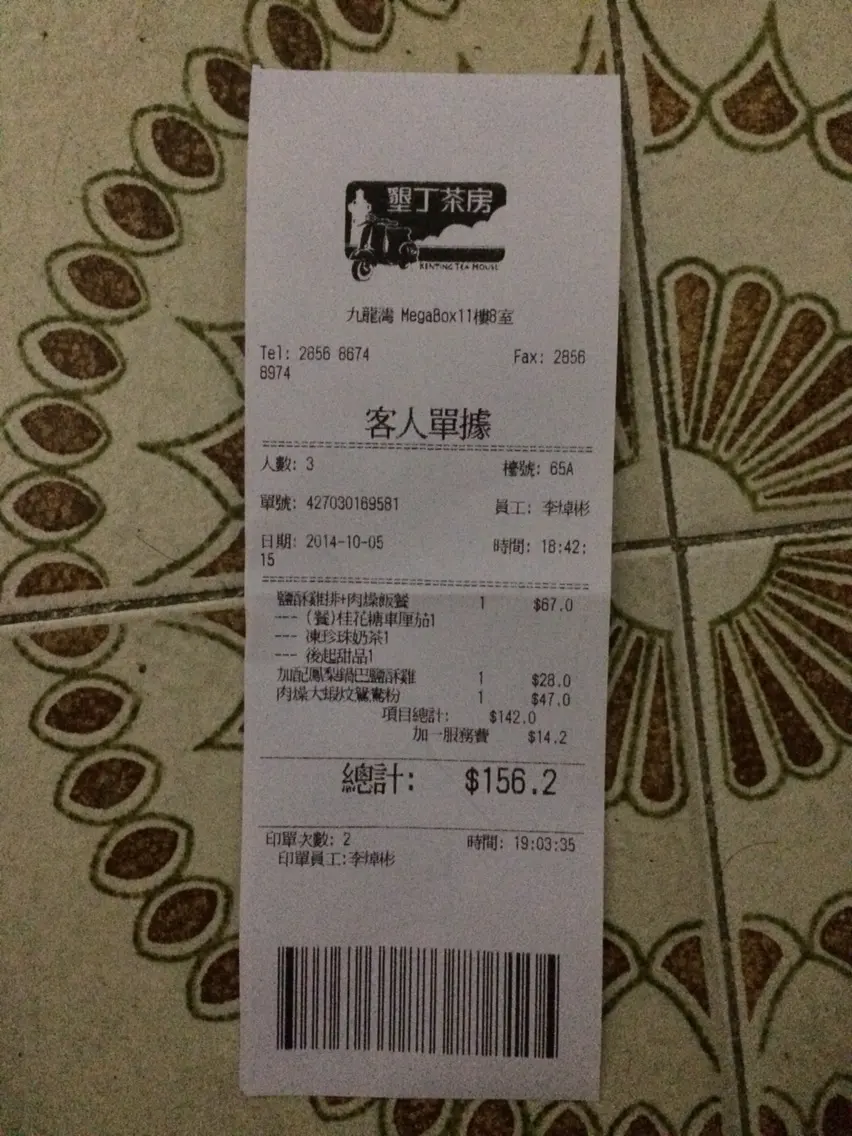 墾丁茶房
KENTING TEA HOUSE
九龍灣 MegaBox11樓8室
Tel: 2856 8674 Fax: 2856
8974
客人單據
人數: 3 檯號: 65A
單號: 427030169581 員工: 李焯彬
日期: 2014-10-05 時間: 18:42:
15
鹽酥雞排+肉燥飯餐 1 $67.0
--- (餐)桂花糖車厘茄1
--- 凍珍珠奶茶1
--- 後起甜品1
加配鳳梨鍋巴鹽酥雞 1 $28.0
肉燥大蝦炆鴛鴦粉 1 $47.0
項目總計: $142.0
加一服務費 $14.2
總計: $156.2
印單次數: 2 時間: 19:03:35
印單員工:李焯彬